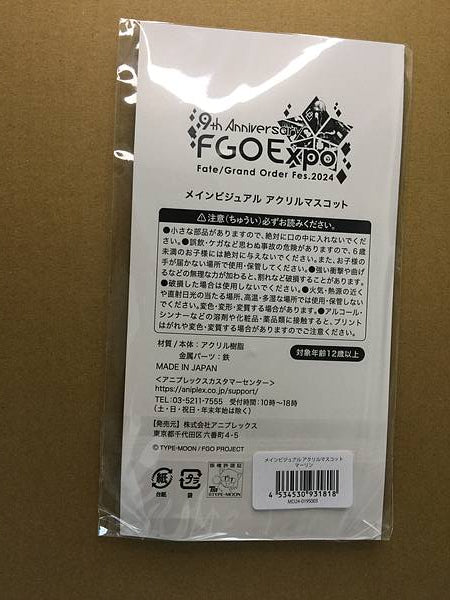 9th Anniversary
FGO Expo
Fate/Grand Order Fes.2024
メインビジュアル アクリルマスコット
注意(ちゅうい)必ずお読みください。
●小さな部品がありますので、絶対に口の中に入れないでくだ
さい。●誤飲・ケガなど思わぬ事故の危険がありますので、6歳
未満のお子様には絶対に与えないでください。また、お子様の
手が届かない場所で使用・保管してください。●強い衝撃や曲げ
るなどの無理な力が加わると、割れなど破損することがあります。
●破損した場合は使用しないでください。●火気・熱源の近く
や直射日光の当たる場所、高温・多湿な場所では使用・保管しない
でください。変色・変形・変質する場合があります。●アルコール・
シンナーなどの溶剤や化粧品・薬品類に接触すると、プリント
はがれや変色、変質する場合がありますのでご注意ください。
材質/本体:アクリル樹脂
金属パーツ:鉄
対象年齢12歳以上
MADE IN JAPAN
<アニプレックスカスタマーセンター>
https://aniplex.co.jp/support/
TEL:03-5211-7555 受付時間:10時〜18時
(土・日・祝日・年末年始は除く)
【発売元】株式会社アニプレックス
東京都千代田区六番町4-5
© TYPE-MOON / FGO PROJECT
紙
台紙
プラ
袋
版権許諾証
TM
©TYPE-MOON
メインビジュアル アクリルマスコット
マーリン
4 534530 931818
MD24-0195003